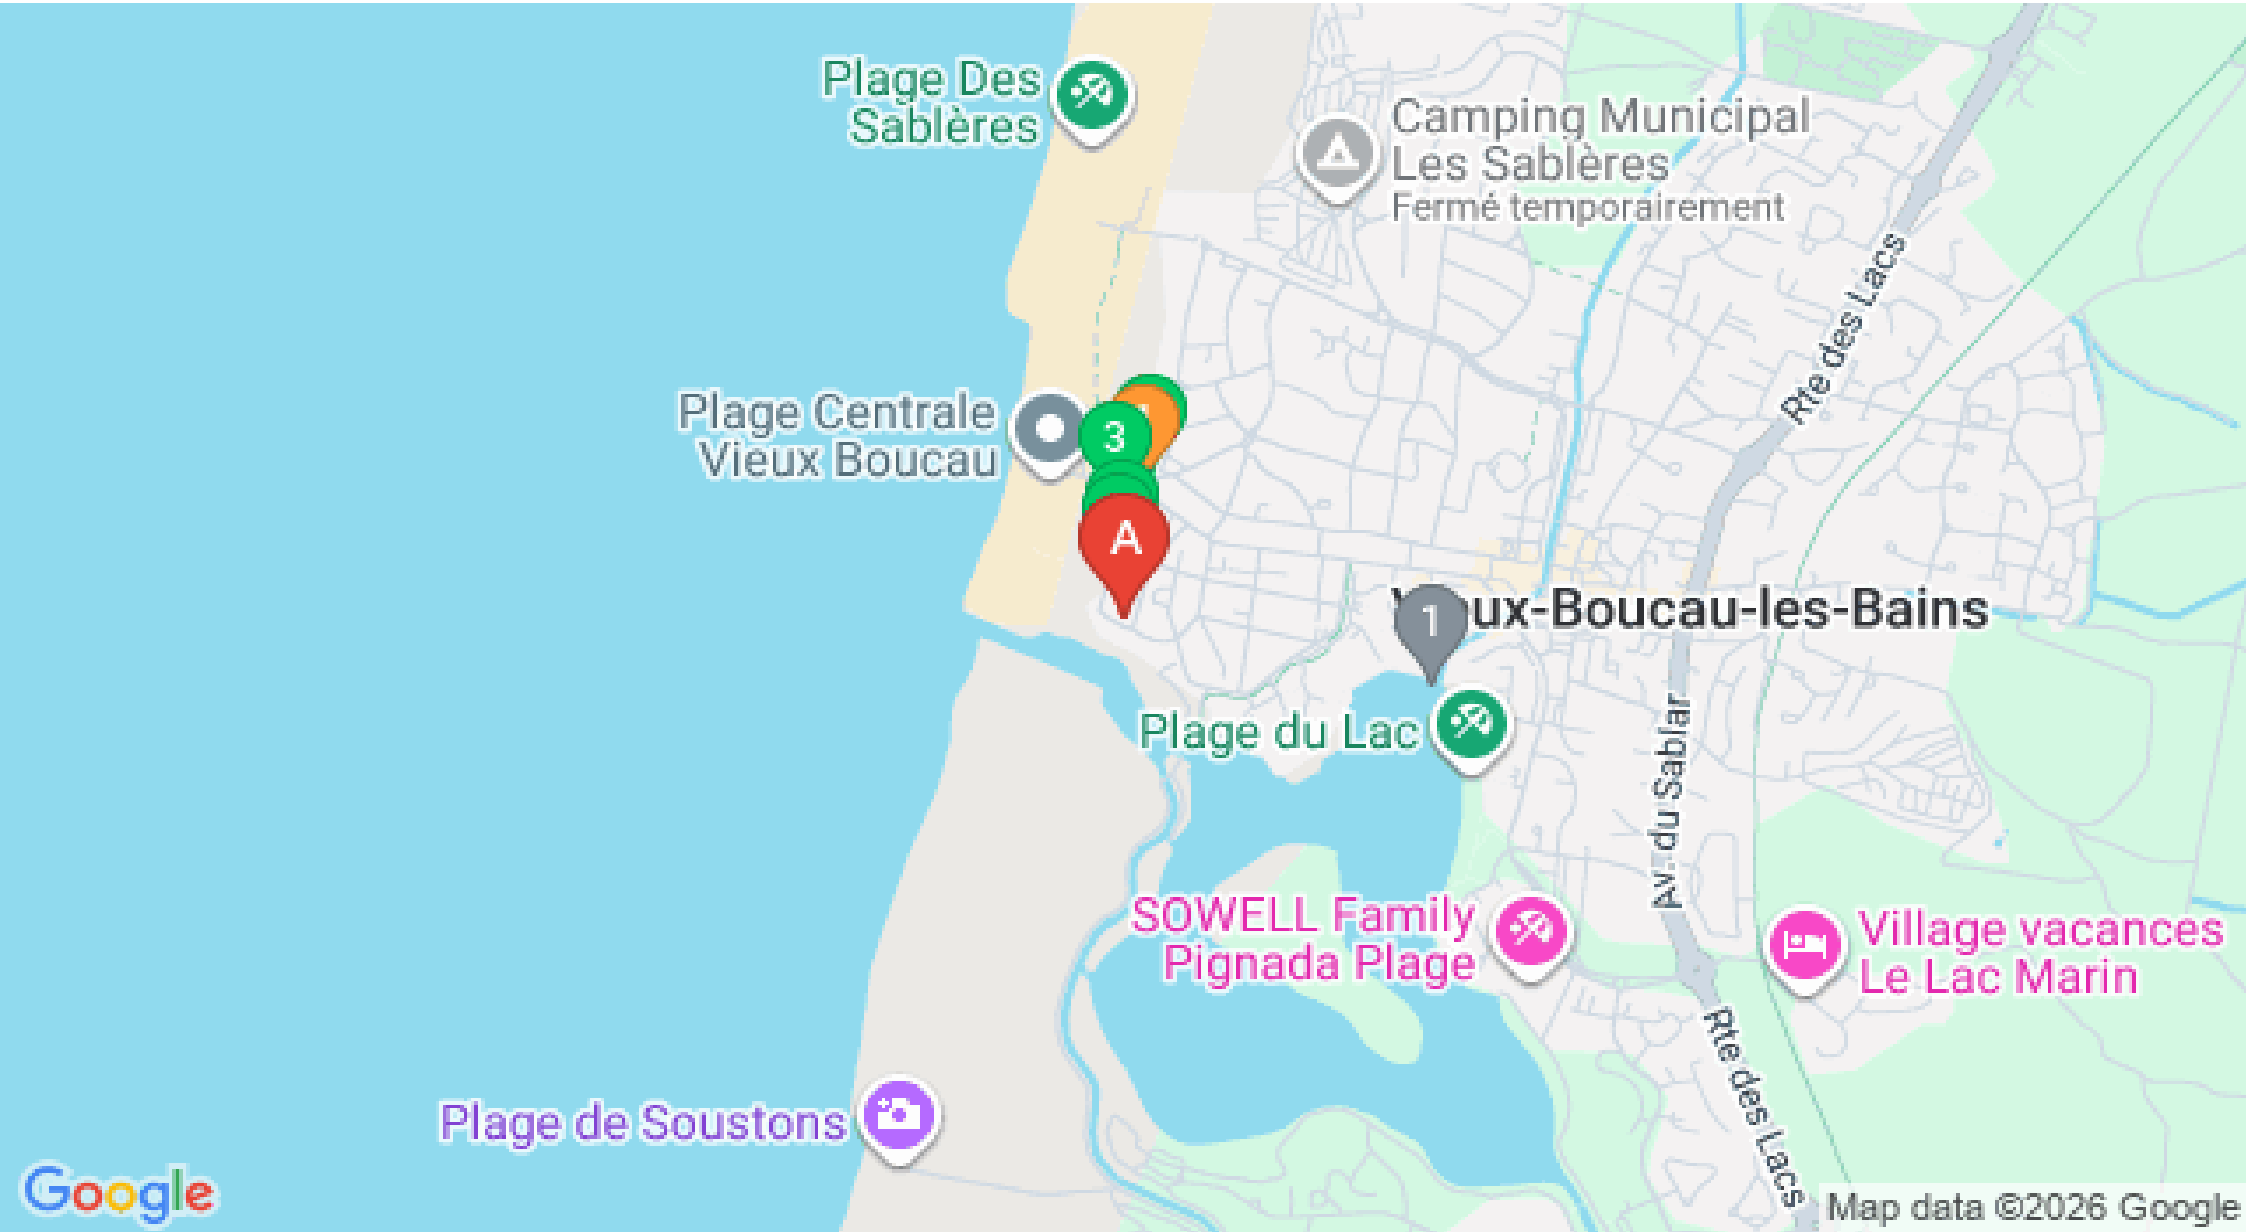 Plage Des
Sablères
Camping Municipal
Les Sablères
Fermé temporairement
Rte des Lacs
Plage Centrale
Vieux Boucau
3
A
1
ux-Boucau-les-Bains
Plage du Lac
Av. du Sablar
SOWELL Family
Pignada Plage
Village vacances
Le Lac Marin
Rte des Lacs
Plage de Soustons
Google
Map data ©2026 Google